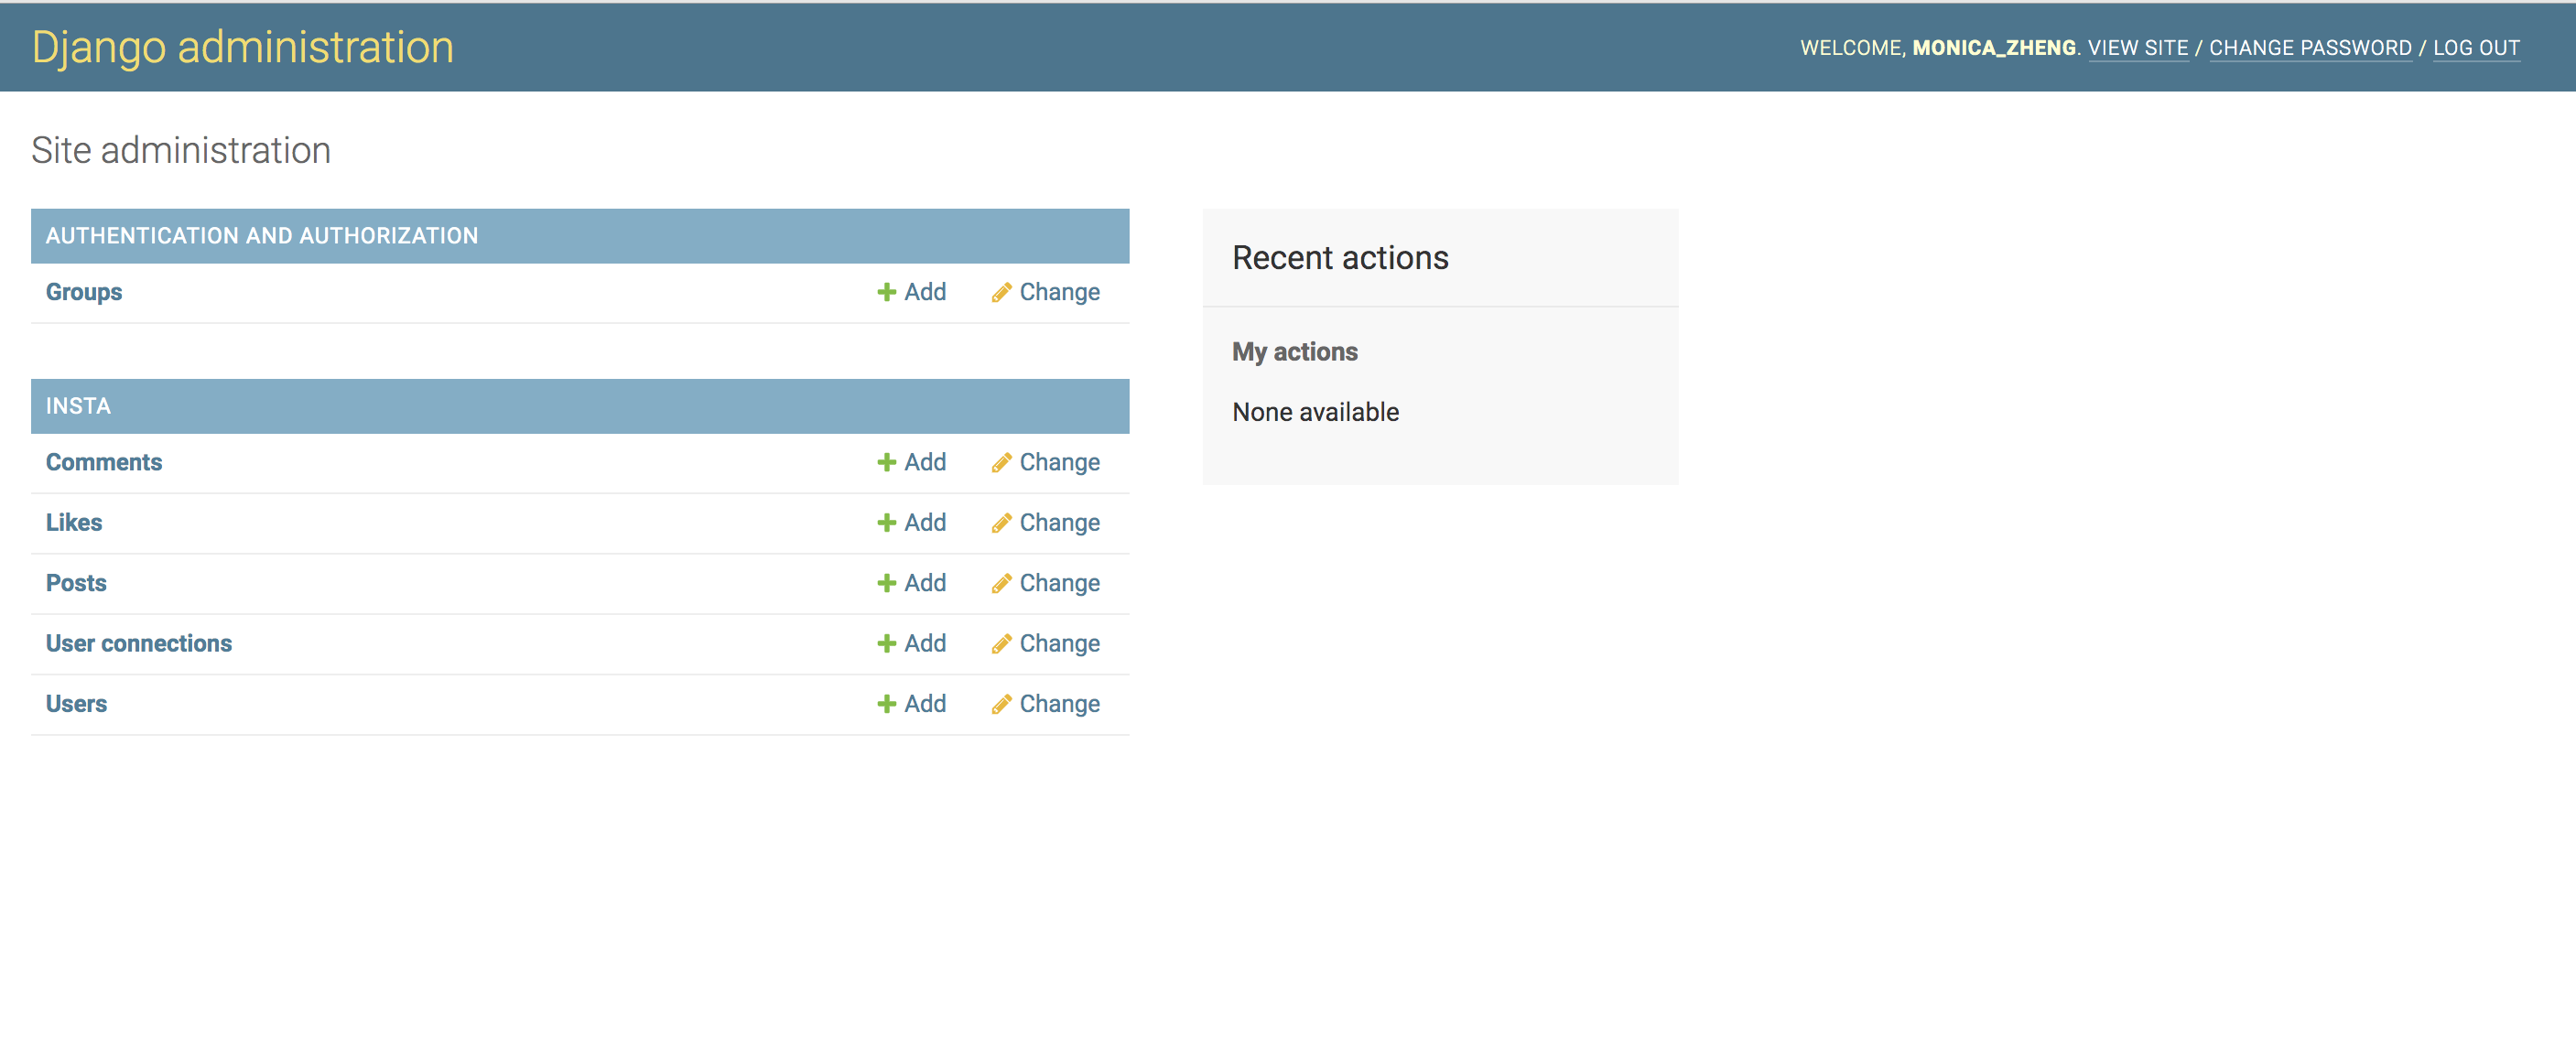 Django administration
WELCOME, MONICA_ZHENG. VIEW SITE / CHANGE PASSWORD / LOG OUT
Site administration
AUTHENTICATION AND AUTHORIZATION
Groups Add Change
INSTA
Comments Add Change
Likes Add Change
Posts Add Change
User connections Add Change
Users Add Change
Recent actions
My actions
None available